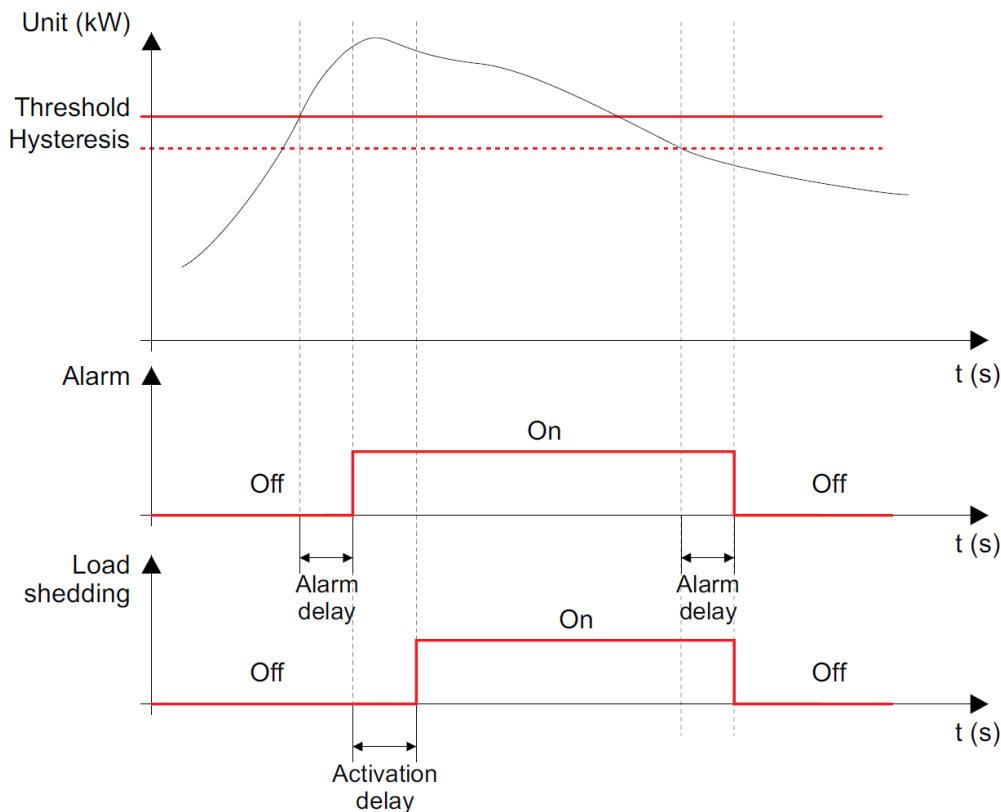 Unit (kW)
Threshold
Hysteresis
t (s)
Alarm
On
Off
Off
t (s)
Alarm
delay
Alarm
delay
Load
shedding
On
Off
Off
t (s)
Activation
delay